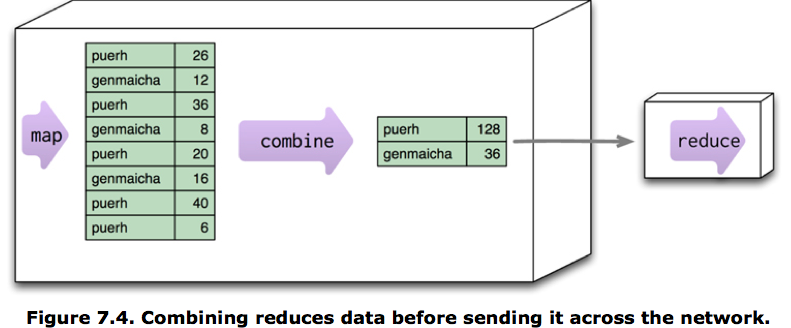 map
puerh 26
genmaicha 12
puerh 36
genmaicha 8
puerh 20
genmaicha 16
puerh 40
puerh 6
combine
puerh 128
genmaicha 36
reduce
Figure 7.4. Combining reduces data before sending it across the network.